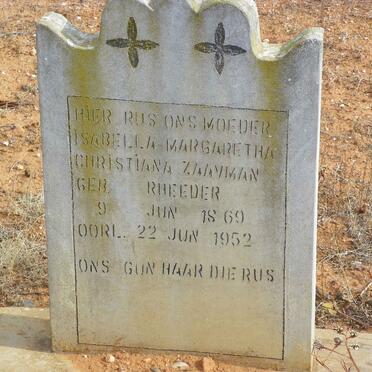 HIER RUS ONS MOEDER
ISABELLA MARGARETHA
CHRISTIANA ZAAYMAN
GEB. RHEEDER
9 JUN 1869
OORL. 22 JUN 1952
ONS GUN HAAR DIE RUS